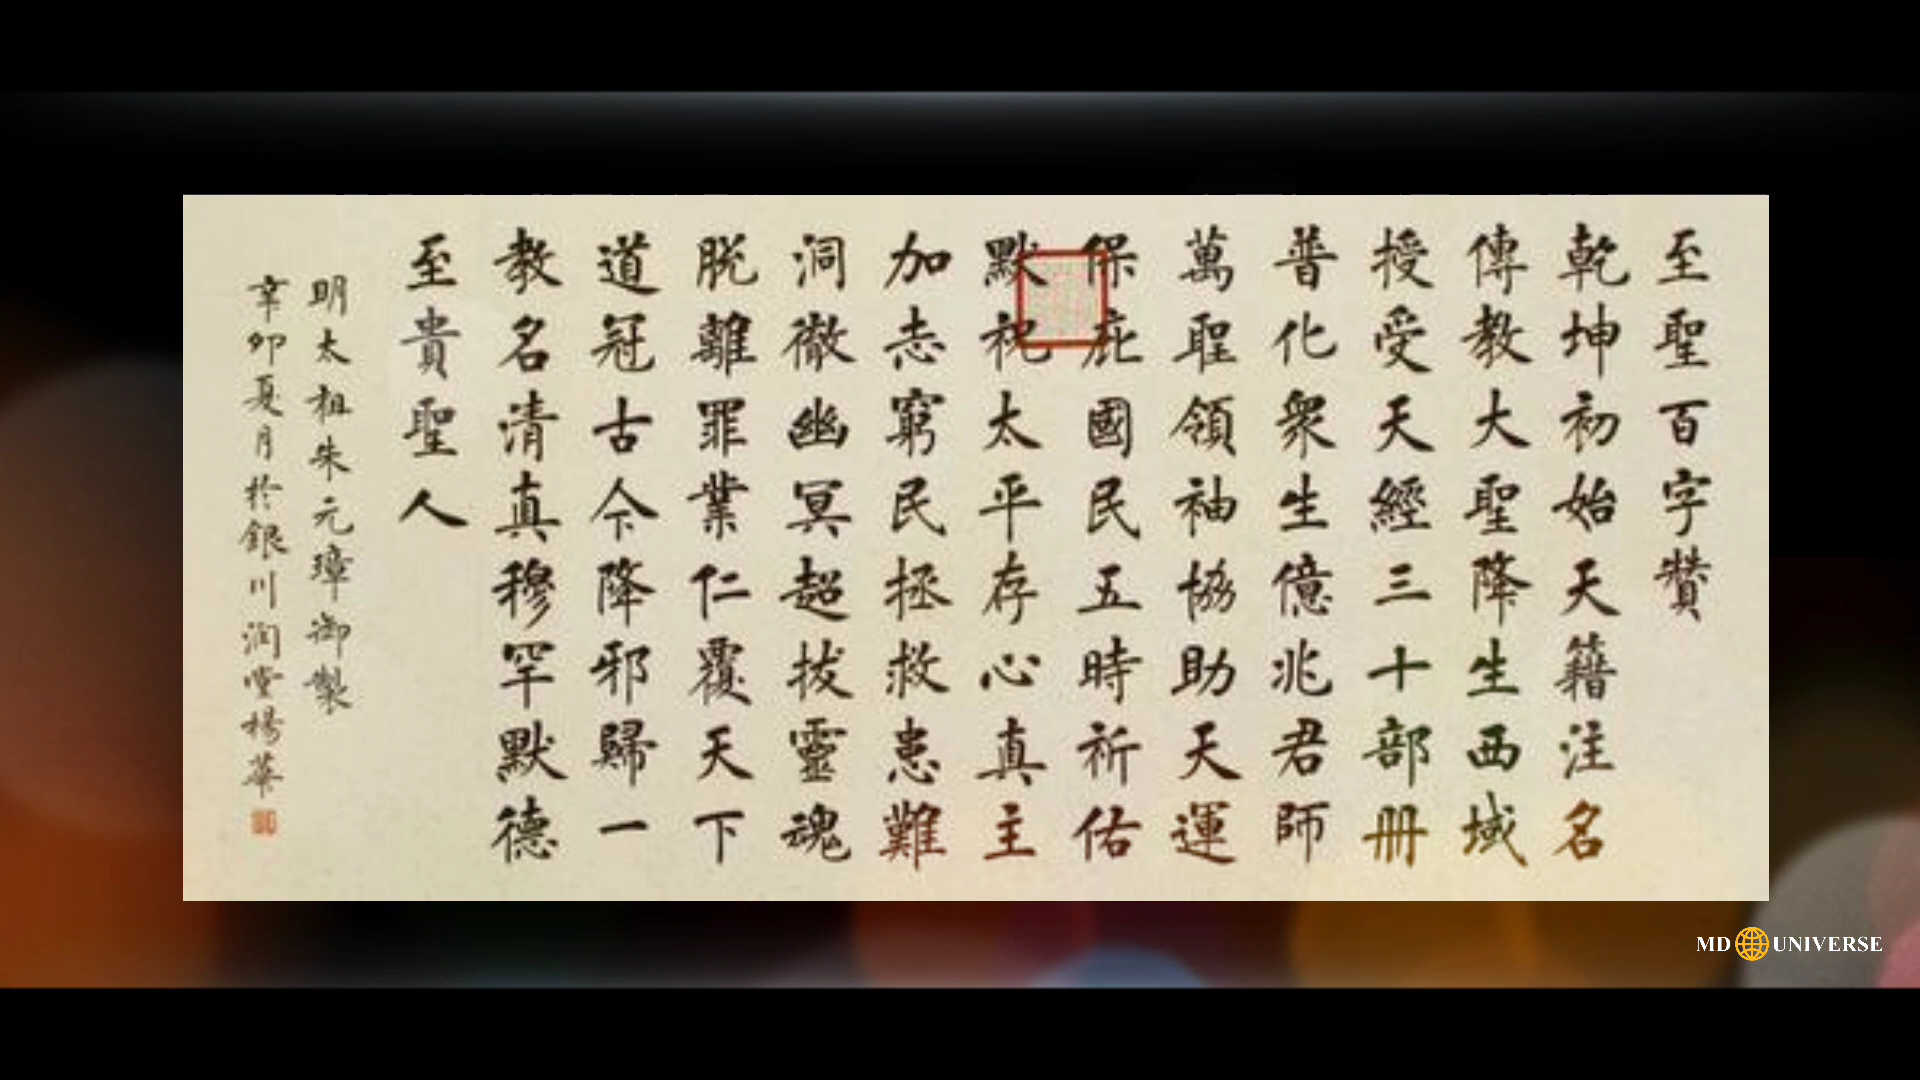 至聖百字贊
乾坤初始天籍注名
傳教大聖降生西域
授受天經三十部册
普化衆生億兆君師
萬聖領袖協助天運
保庇國民五時祈佑
默祝太平存心真主
加志窮民拯救患難
洞徹幽冥超拔靈魂
脱離罪業仁覆天下
道冠古今降邪歸一
教名清真穆罕默德
至貴聖人
明太祖朱元璋御製
辛卯夏月於銀川潤堂楊華
MD UNIVERSE